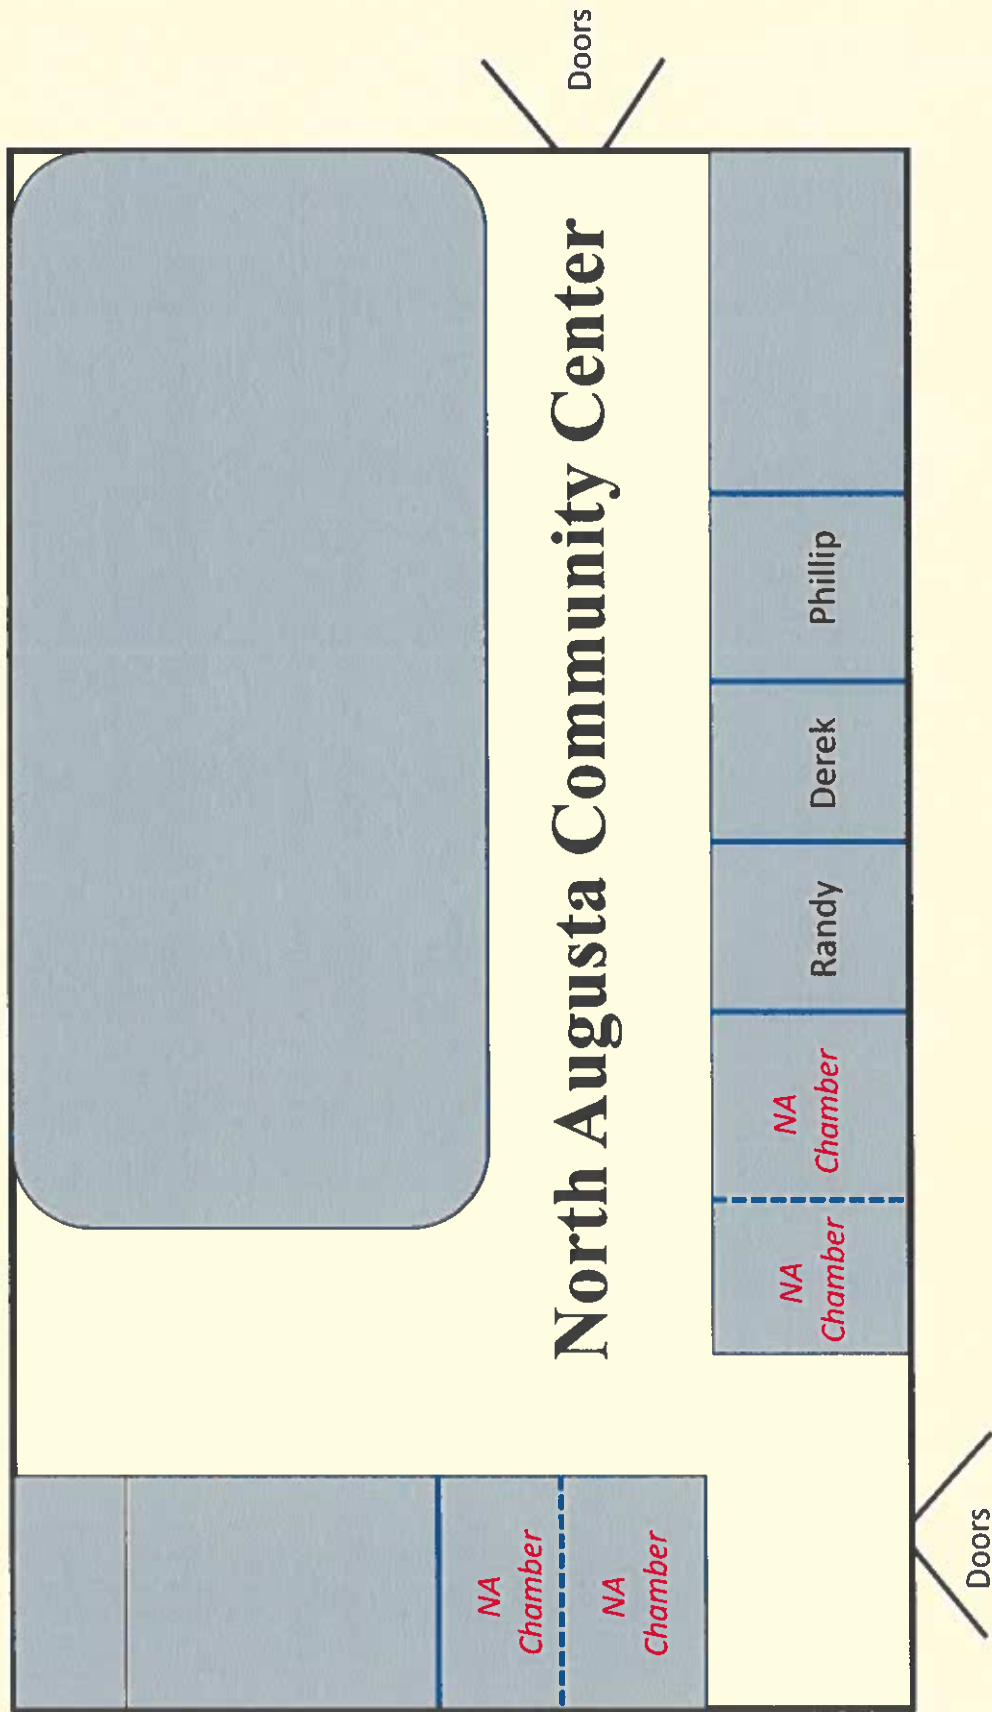 North Augusta Community Center
NA
Chamber
NA
Chamber
NA
Chamber
NA
Chamber
Randy
Derek
Phillip
Doors
Doors